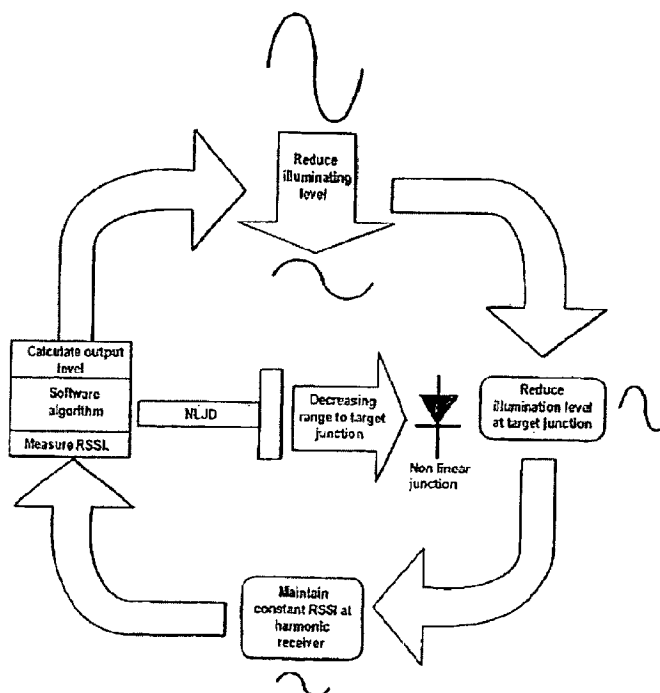 Reduce
illuminating
level
Calculate output
level
Software
algorithm
Measure RSSI.
NLJD
Decreasing
range to target
junction
Non linear
junction
Reduce
illumination level
at target junction
Maintain
constant RSSI at
harmonic
receiver